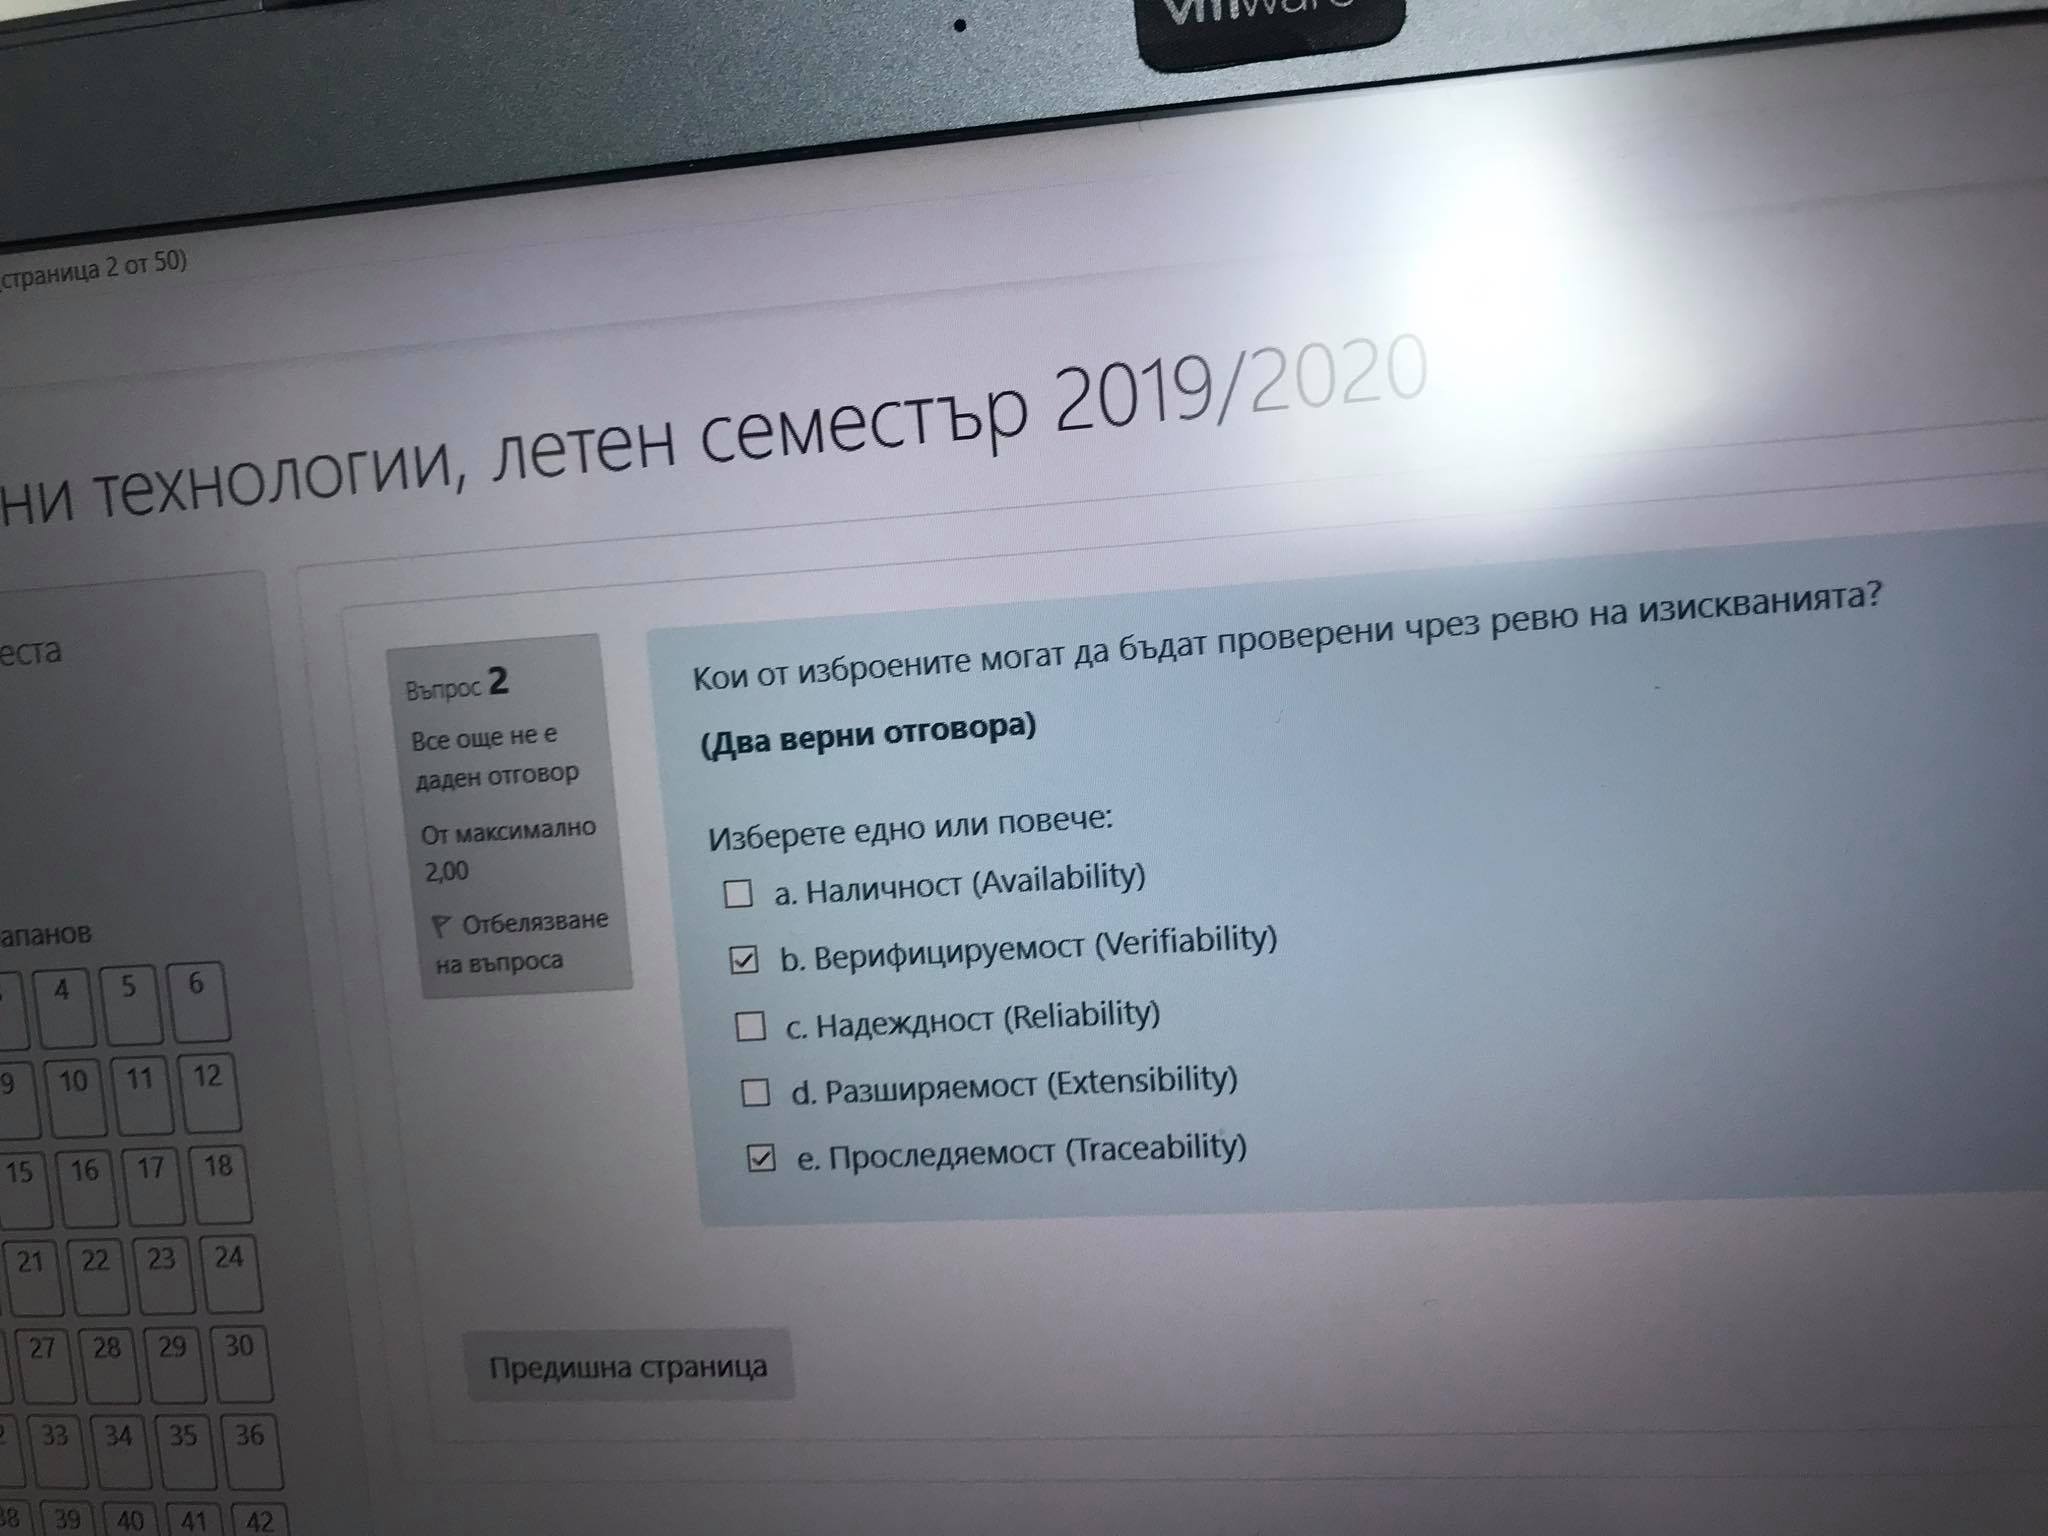 vmware
страница 2 от 50)
ни технологии, летен семестър 2019/2020
еста
апанов
4 5 6
9 10 11 12
15 16 17 18
21 22 23 24
27 28 29 30
33 34 35 36
38 39 40 41 42
Въпрос 2
Все още не е
даден отговор
От максимално
2,00
Отбелязване
на въпроса
Кои от изброените могат да бъдат проверени чрез ревю на изискванията?
(Два верни отговора)
Изберете едно или повече:
a. Наличност (Availability)
b. Верифицируемост (Verifiability)
c. Надеждност (Reliability)
d. Разширяемост (Extensibility)
e. Проследяемост (Traceability)
Предишна страница